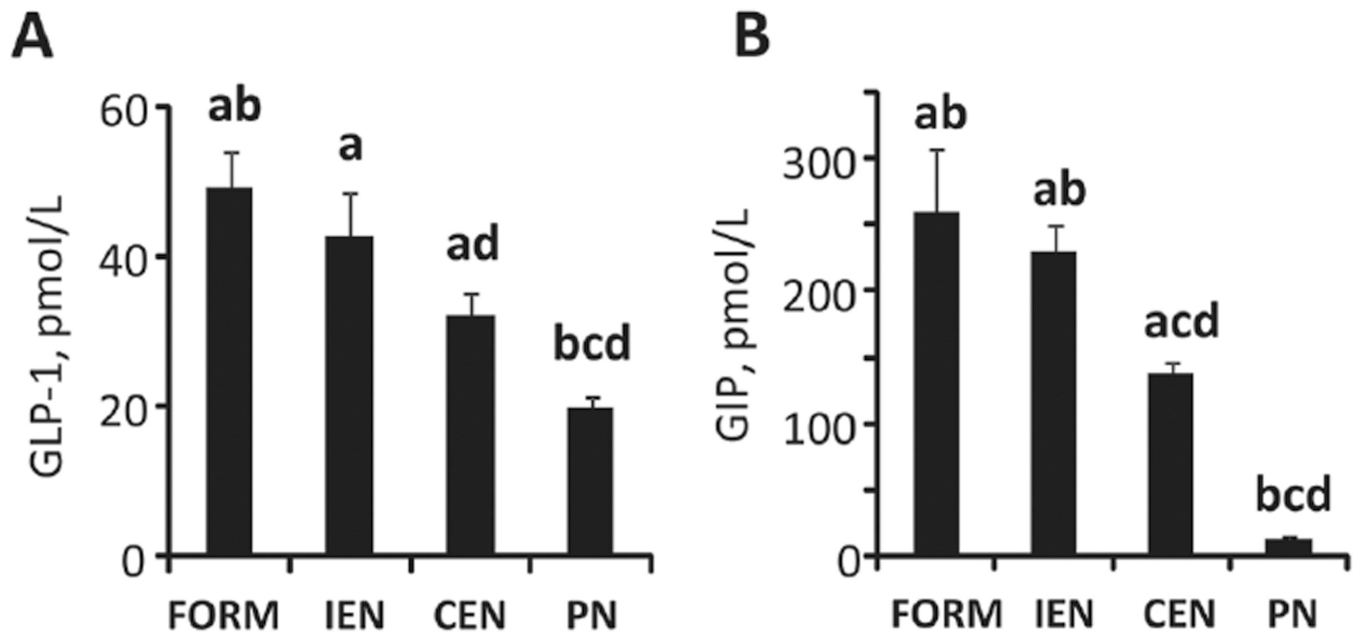 A
GLP-1, pmol/L
60
40
20
0
ab
a
ad
bcd
FORM IEN CEN PN
B
GIP, pmol/L
300
200
100
0
ab
ab
acd
bcd
FORM IEN CEN PN